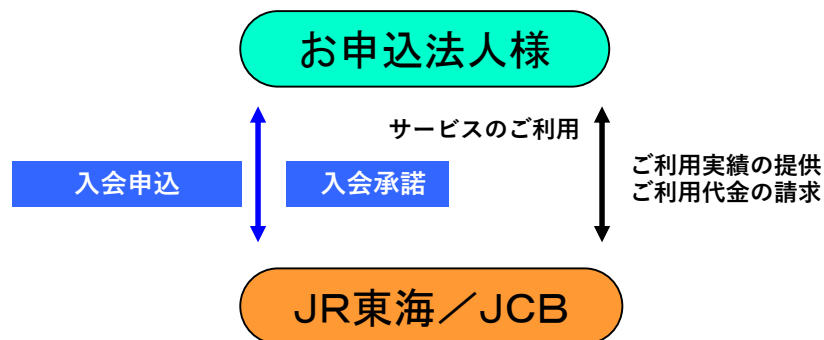 お申込法人様
サービスのご利用
入会申込
入会承諾
ご利用実績の提供
ご利用代金の請求
JR東海／JCB